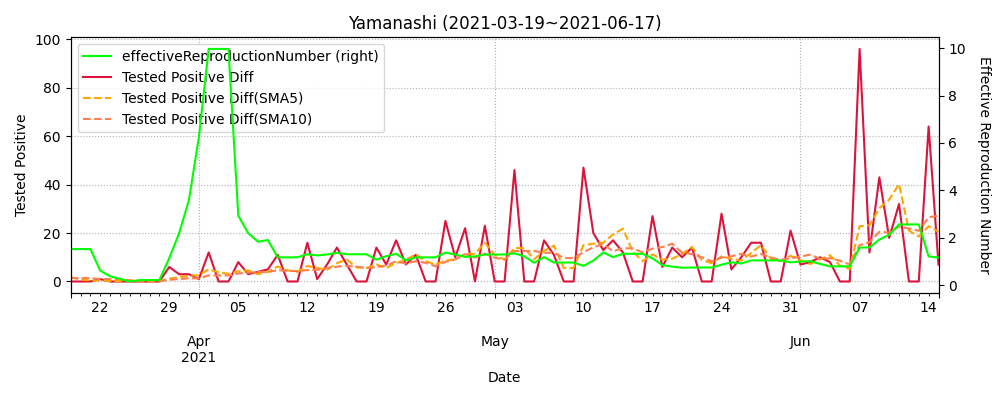 Yamanashi (2021-03-19~2021-06-17)
effectiveReproductionNumber (right)
Tested Positive Diff
Tested Positive Diff(SMA5)
Tested Positive Diff(SMA10)
Tested Positive
100
80
60
40
20
0
Effective Reproduction Number
10
8
6
4
2
0
22 29 05 12 19 26 03 10 17 24 31 07 14
Apr May Jun
2021
Date